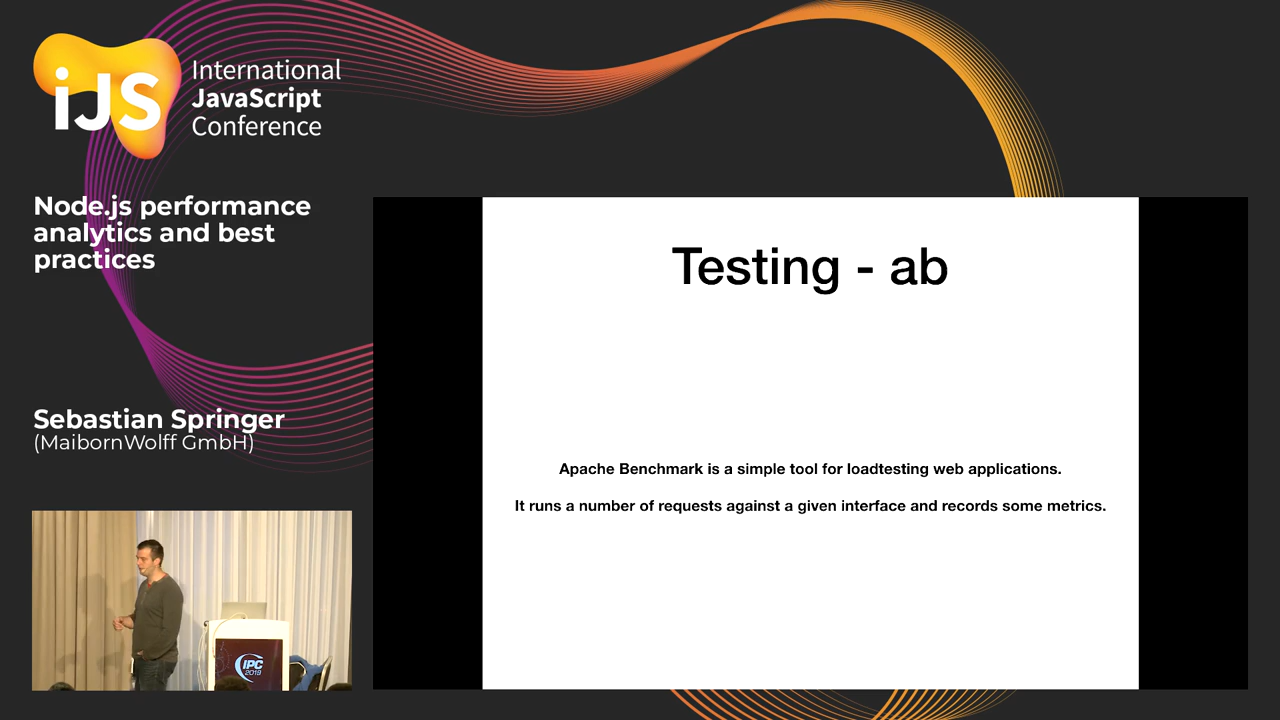 iJS
International
JavaScript
Conference
Node.js performance
analytics and best
practices
Sebastian Springer
(MaibornWolff GmbH)
IPC
2019
Testing - ab
Apache Benchmark is a simple tool for loadtesting web applications.
It runs a number of requests against a given interface and records some metrics.